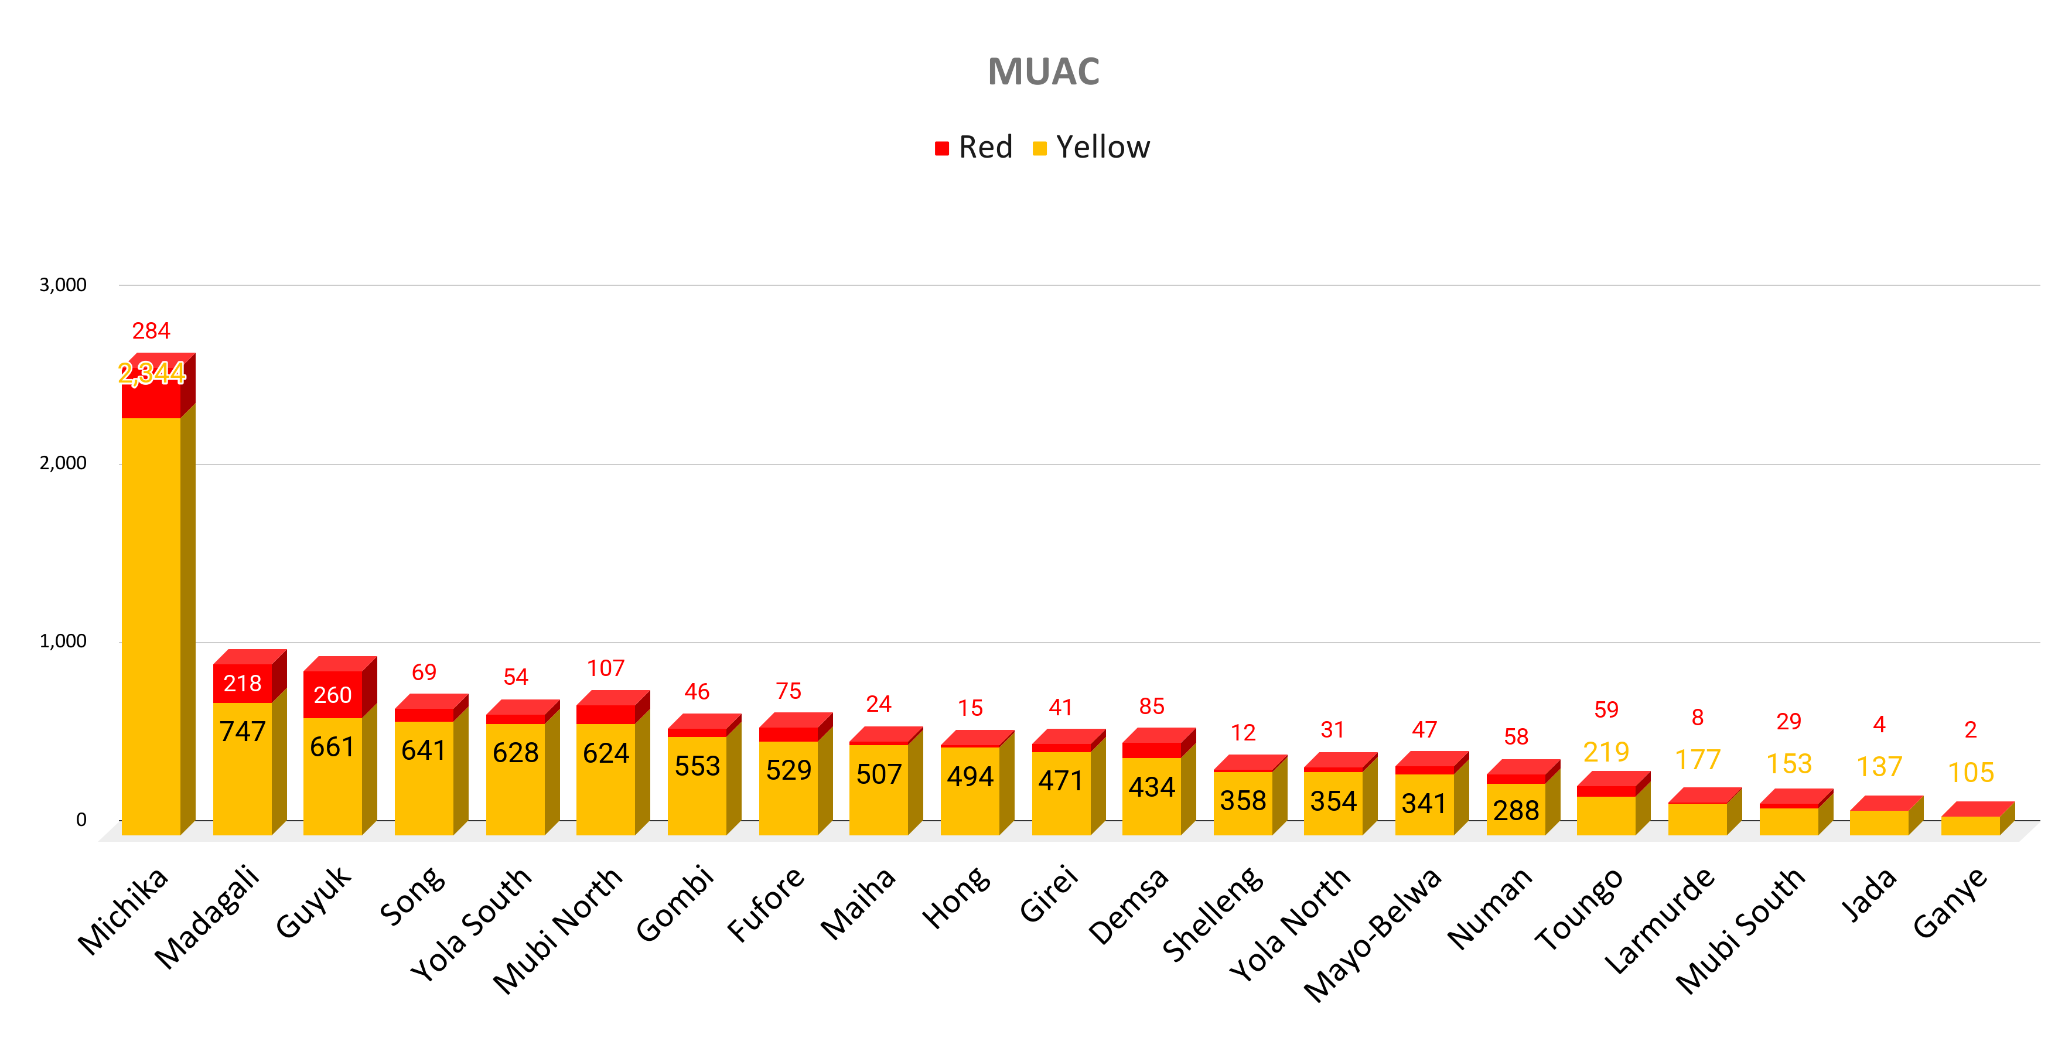 MUAC
Red Yellow
3,000
2,000
1,000
0
284
2,344
218
747
260
661
69
641
54
628
107
624
46
553
75
529
24
507
15
494
41
471
85
434
12
358
31
354
47
341
58
288
59
219
8
177
29
153
4
137
2
105
Michika
Madagali
Guyuk
Song
Yola South
Mubi North
Gombi
Fufore
Maiha
Hong
Girei
Demsa
Shelleng
Yola North
Mayo-Belwa
Numan
Toungo
Larmurde
Mubi South
Jada
Ganye